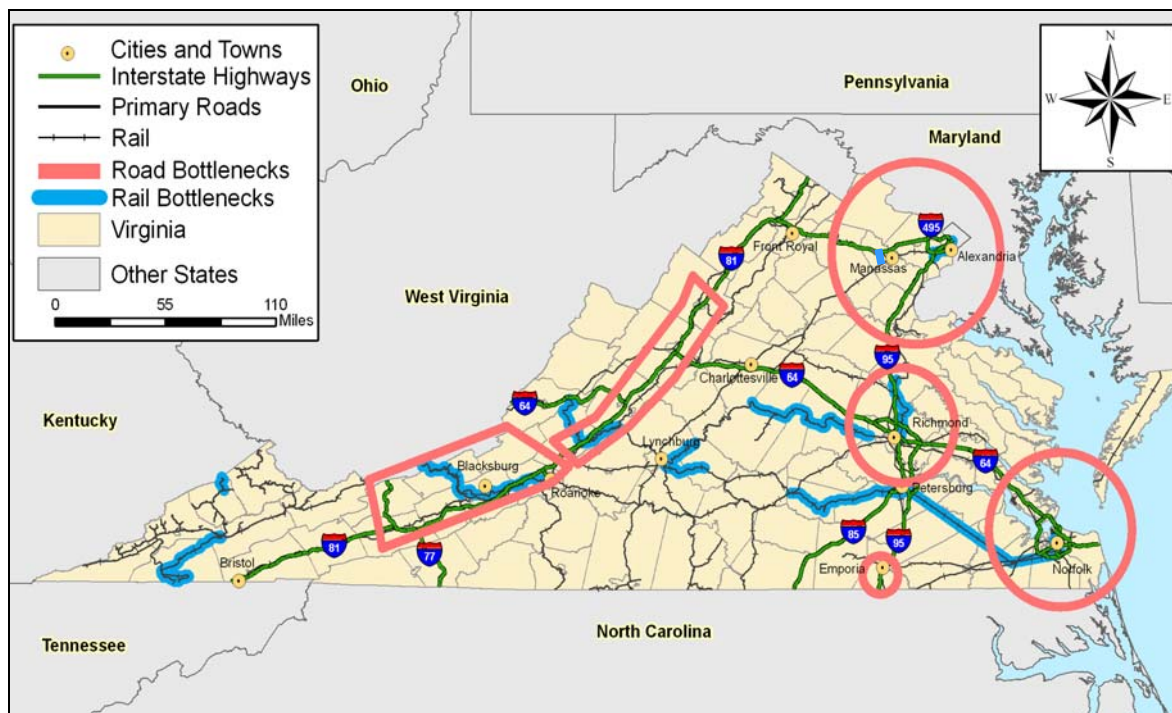 Cities and Towns
Interstate Highways
Primary Roads
Rail
Road Bottlenecks
Rail Bottlenecks
Virginia
Other States
0 55 110
Miles
N
W E
S
Ohio
Pennsylvania
Maryland
West Virginia
Kentucky
Tennessee
North Carolina
495
Alexandria
Manassas
Front Royal
81
95
Charlottesville
64
64
Richmond
Lynchburg
64
Blacksburg
Roanoke
Petersburg
85
95
Norfolk
Emporia
81
77
Bristol